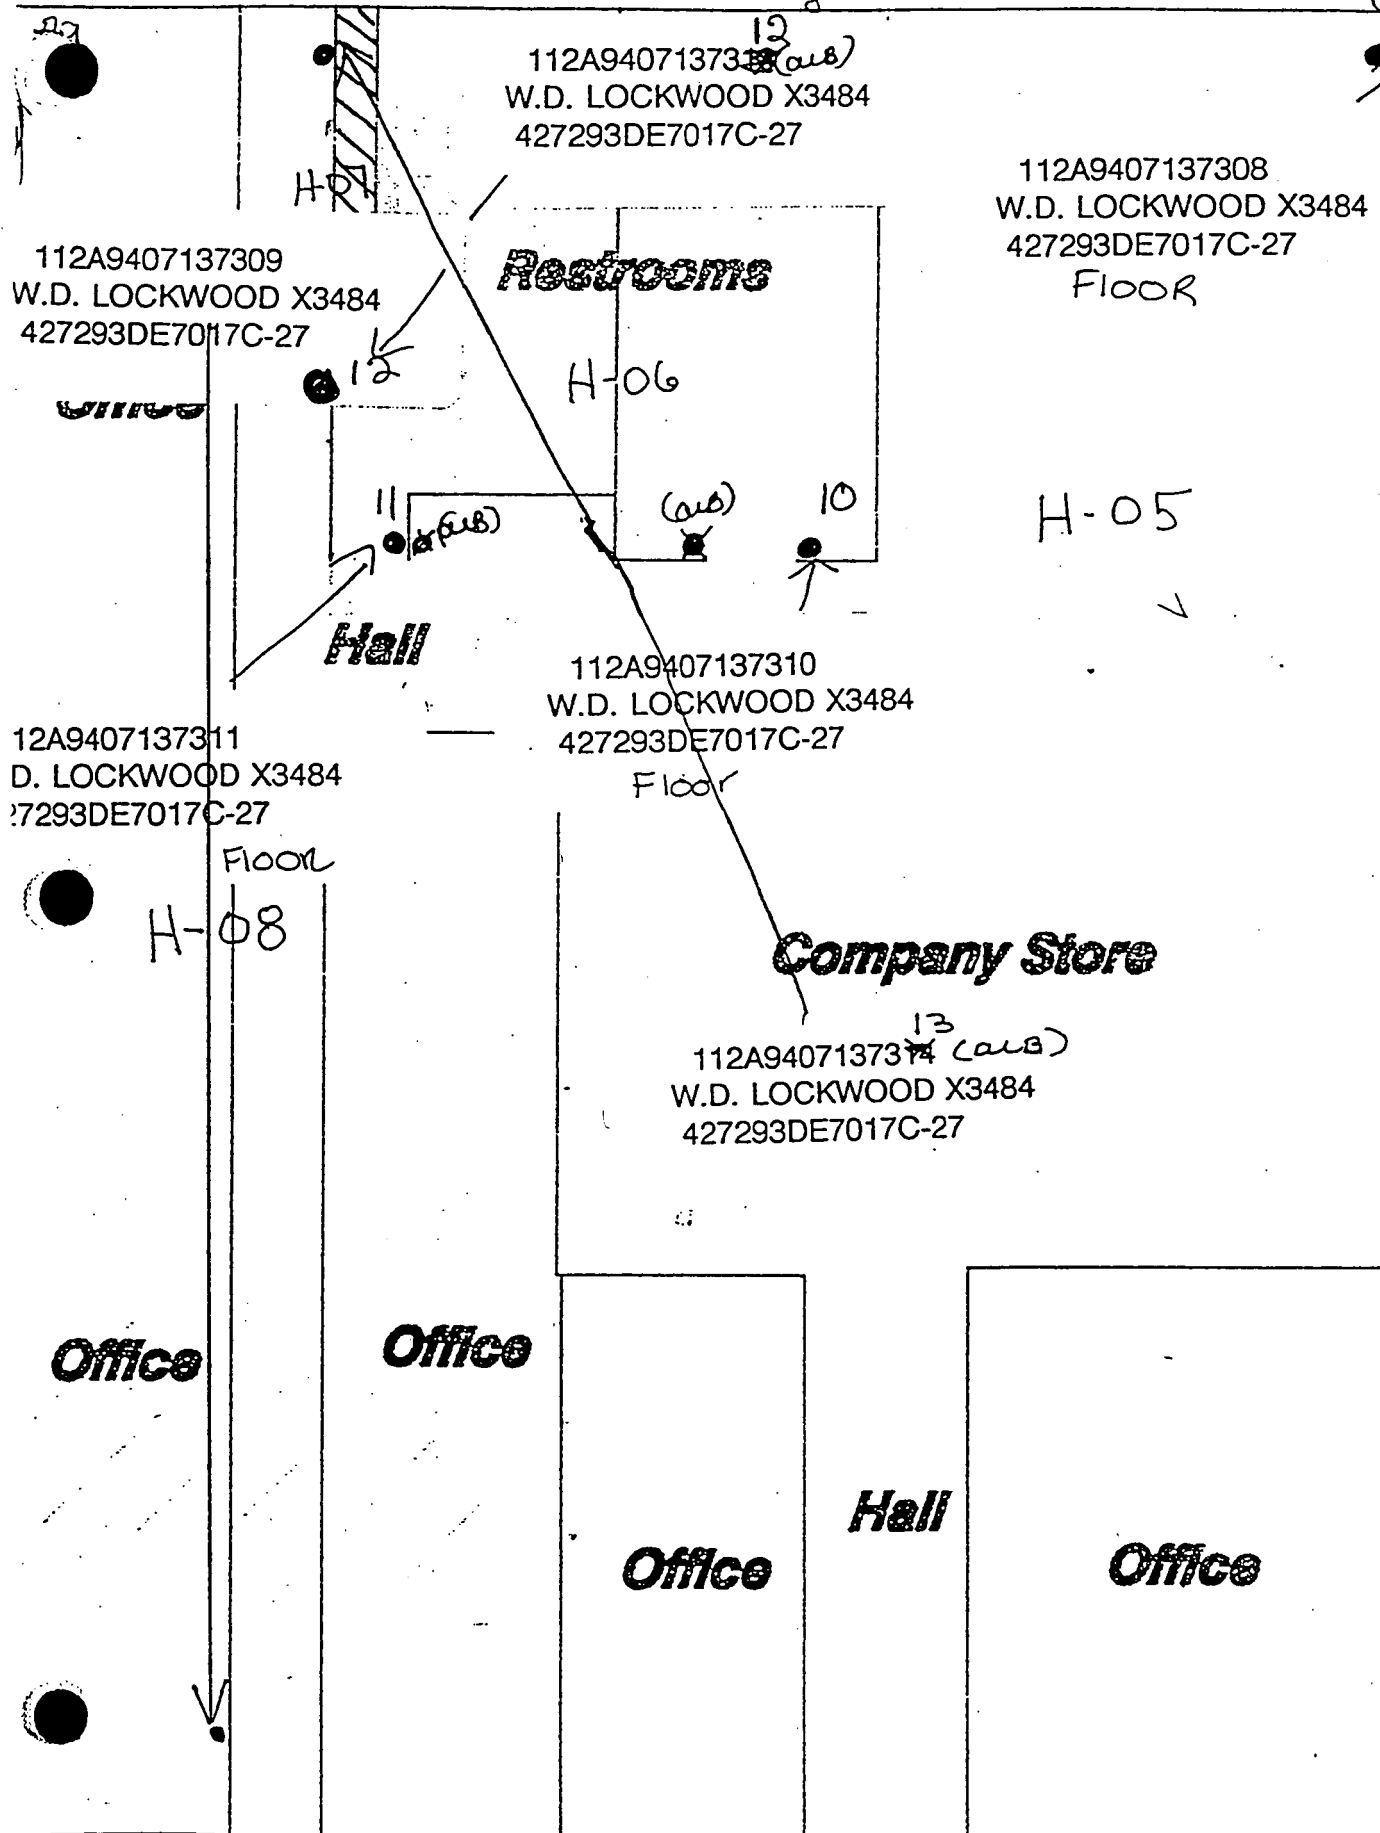 12
112A94071373 (alb)
W.D. LOCKWOOD X3484
427293DE7017C-27
112A9407137308
W.D. LOCKWOOD X3484
427293DE7017C-27
FlOOR
112A9407137309
W.D. LOCKWOOD X3484
427293DE7017C-27
Restrooms
12
H-06
Office
11
(alb)
(alb)
10
H-05
Hall
112A9407137310
W.D. LOCKWOOD X3484
427293DE7017C-27
Floor
12A9407137311
D. LOCKWOOD X3484
27293DE7017C-27
FlOOR
H-08
Company Store
13
112A9407137314 (alb)
W.D. LOCKWOOD X3484
427293DE7017C-27
Office
Office
Hall
Office
Office